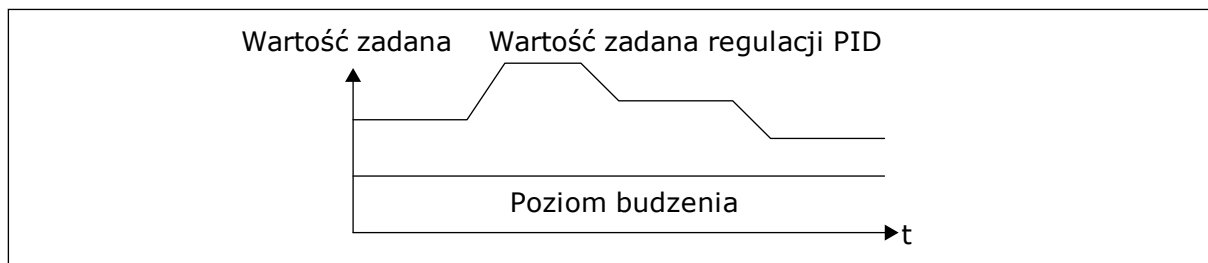 Wartość zadana
Wartość zadana regulacji PID
Poziom budzenia
t